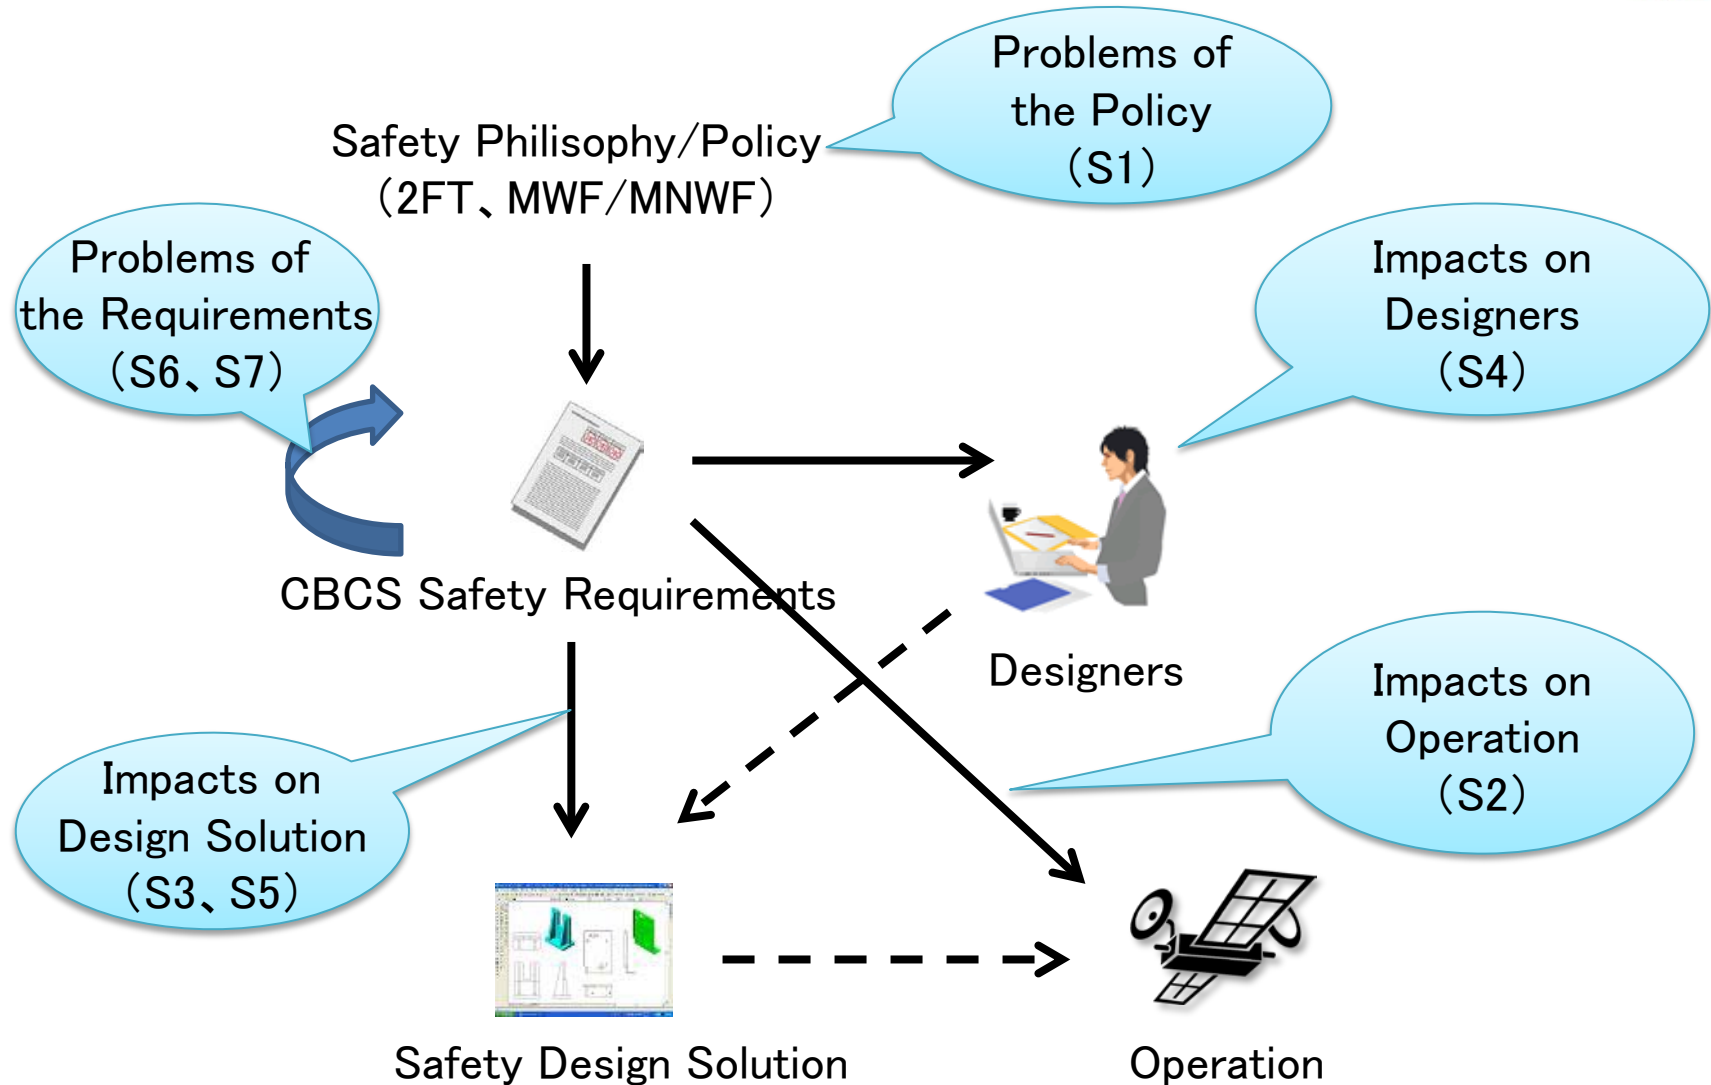 Problems of
the Policy
(S1)
Safety Philisophy/Policy
(2FT、MWF/MNWF)
Problems of
the Requirements
(S6、S7)
Impacts on
Designers
(S4)
CBCS Safety Requirements
Designers
Impacts on
Operation
(S2)
Impacts on
Design Solution
(S3、S5)
Safety Design Solution
Operation